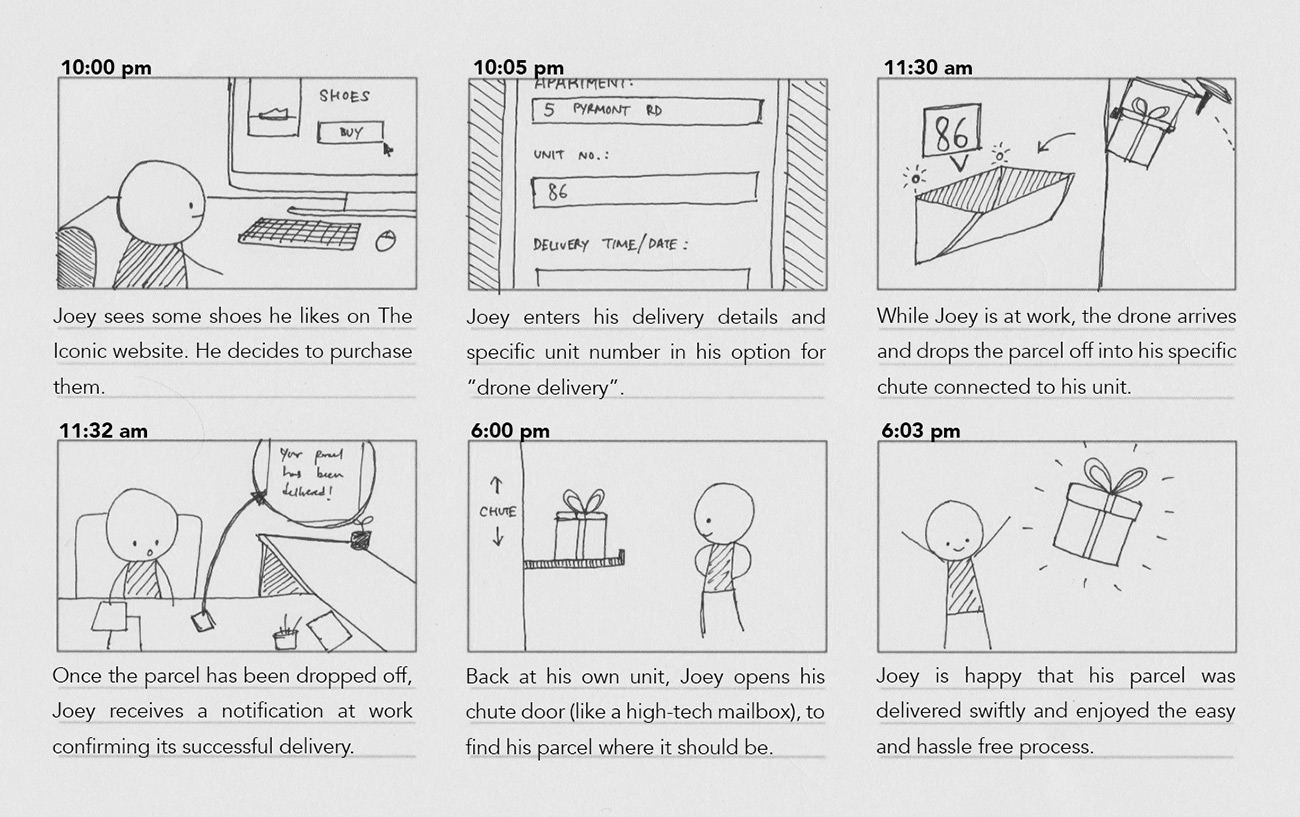 10:00 pm
SHOES
BUY
Joey sees some shoes he likes on The
Iconic website. He decides to purchase
them.
10:05 pm
APARTMENT:
5 PYRMONT RD
UNIT NO.:
86
DELIVERY TIME/DATE:
Joey enters his delivery details and
specific unit number in his option for
“drone delivery”.
11:30 am
86
While Joey is at work, the drone arrives
and drops the parcel off into his specific
chute connected to his unit.
11:32 am
Your parcel
has been
delivered!
Once the parcel has been dropped off,
Joey receives a notification at work
confirming its successful delivery.
6:00 pm
CHUTE
Back at his own unit, Joey opens his
chute door (like a high-tech mailbox), to
find his parcel where it should be.
6:03 pm
Joey is happy that his parcel was
delivered swiftly and enjoyed the easy
and hassle free process.